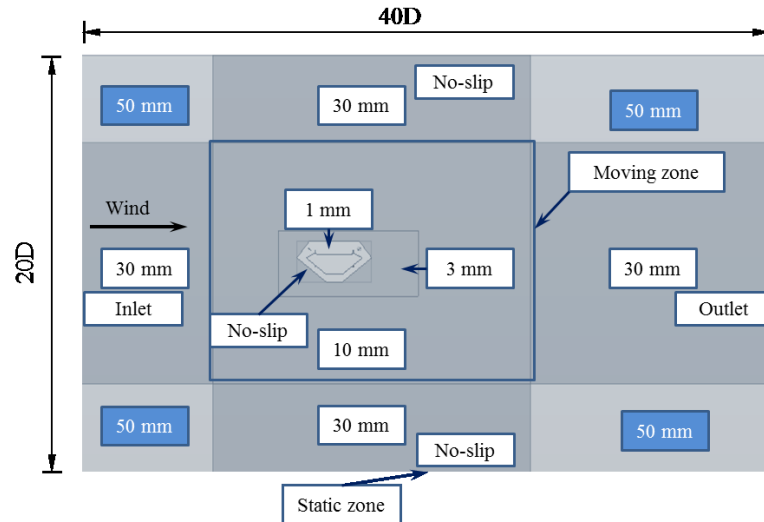 40D
No-slip
50 mm
30 mm
50 mm
Moving zone
Wind
1 mm
20D
30 mm
3 mm
30 mm
Inlet
No-slip
Outlet
10 mm
50 mm
30 mm
50 mm
No-slip
Static zone